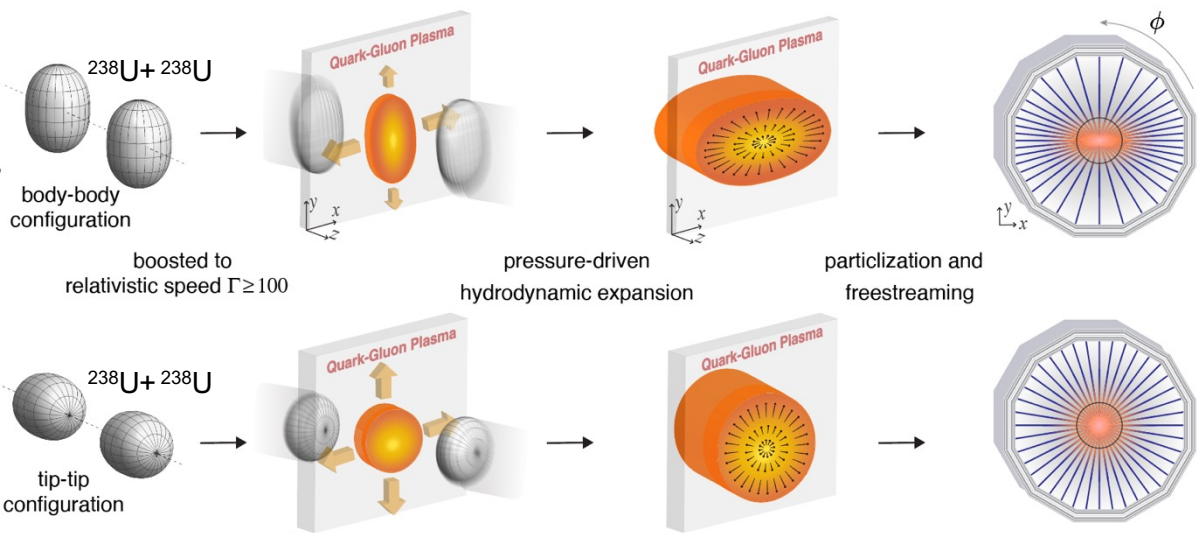 ²³⁸U+ ²³⁸U
body-body
configuration
Quark-Gluon Plasma
y
x
z
Quark-Gluon Plasma
y
x
z
ϕ
y
x
boosted to
relativistic speed Γ≥100
pressure-driven
hydrodynamic expansion
particlization and
freestreaming
²³⁸U+ ²³⁸U
tip-tip
configuration
Quark-Gluon Plasma
Quark-Gluon Plasma